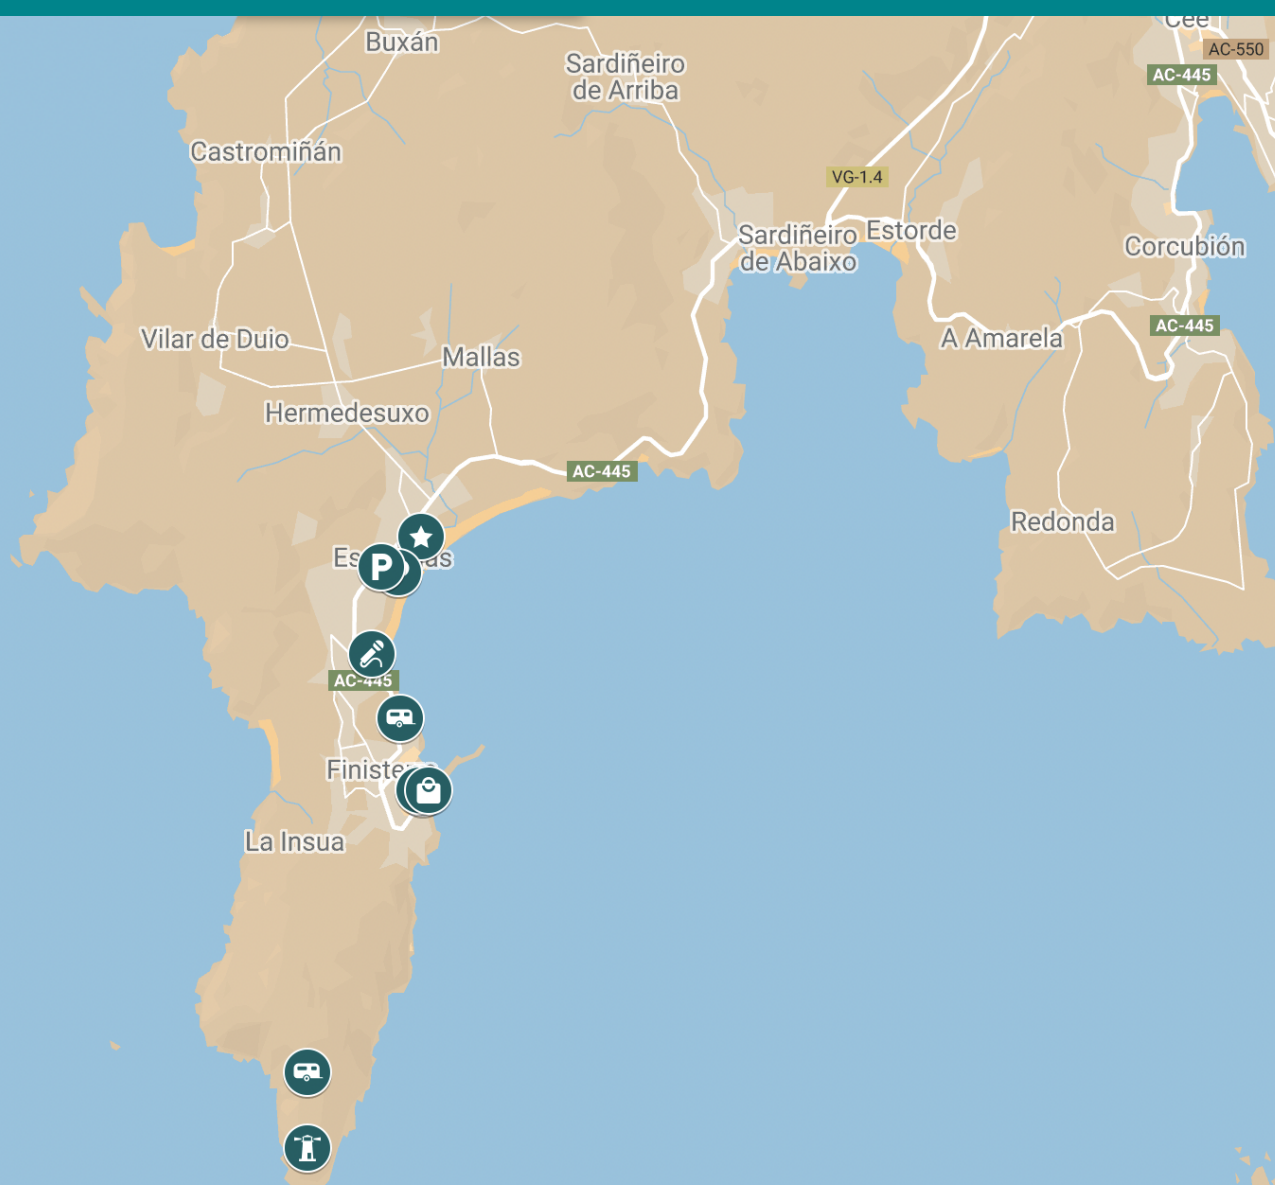 Cee
Buxán
AC-550
Sardiñeiro
de Arriba
AC-445
Castromiñán
VG-1.4
Sardiñeiro
de Abaixo
Estorde
Corcubión
AC-445
Vilar de Duio
A Amarela
Mallas
Hermedesuxo
AC-445
Redonda
P
AC-445
La Insua